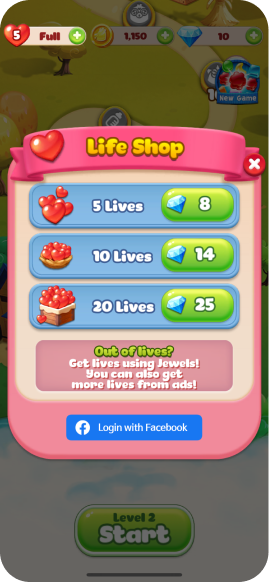 5 Full 1,150 10
New Game
Life Shop
5 Lives 8
10 Lives 14
20 Lives 25
Out of lives?
Get lives using Jewels!
You can also get
more lives from ads!
Login with Facebook
Level 2
Start